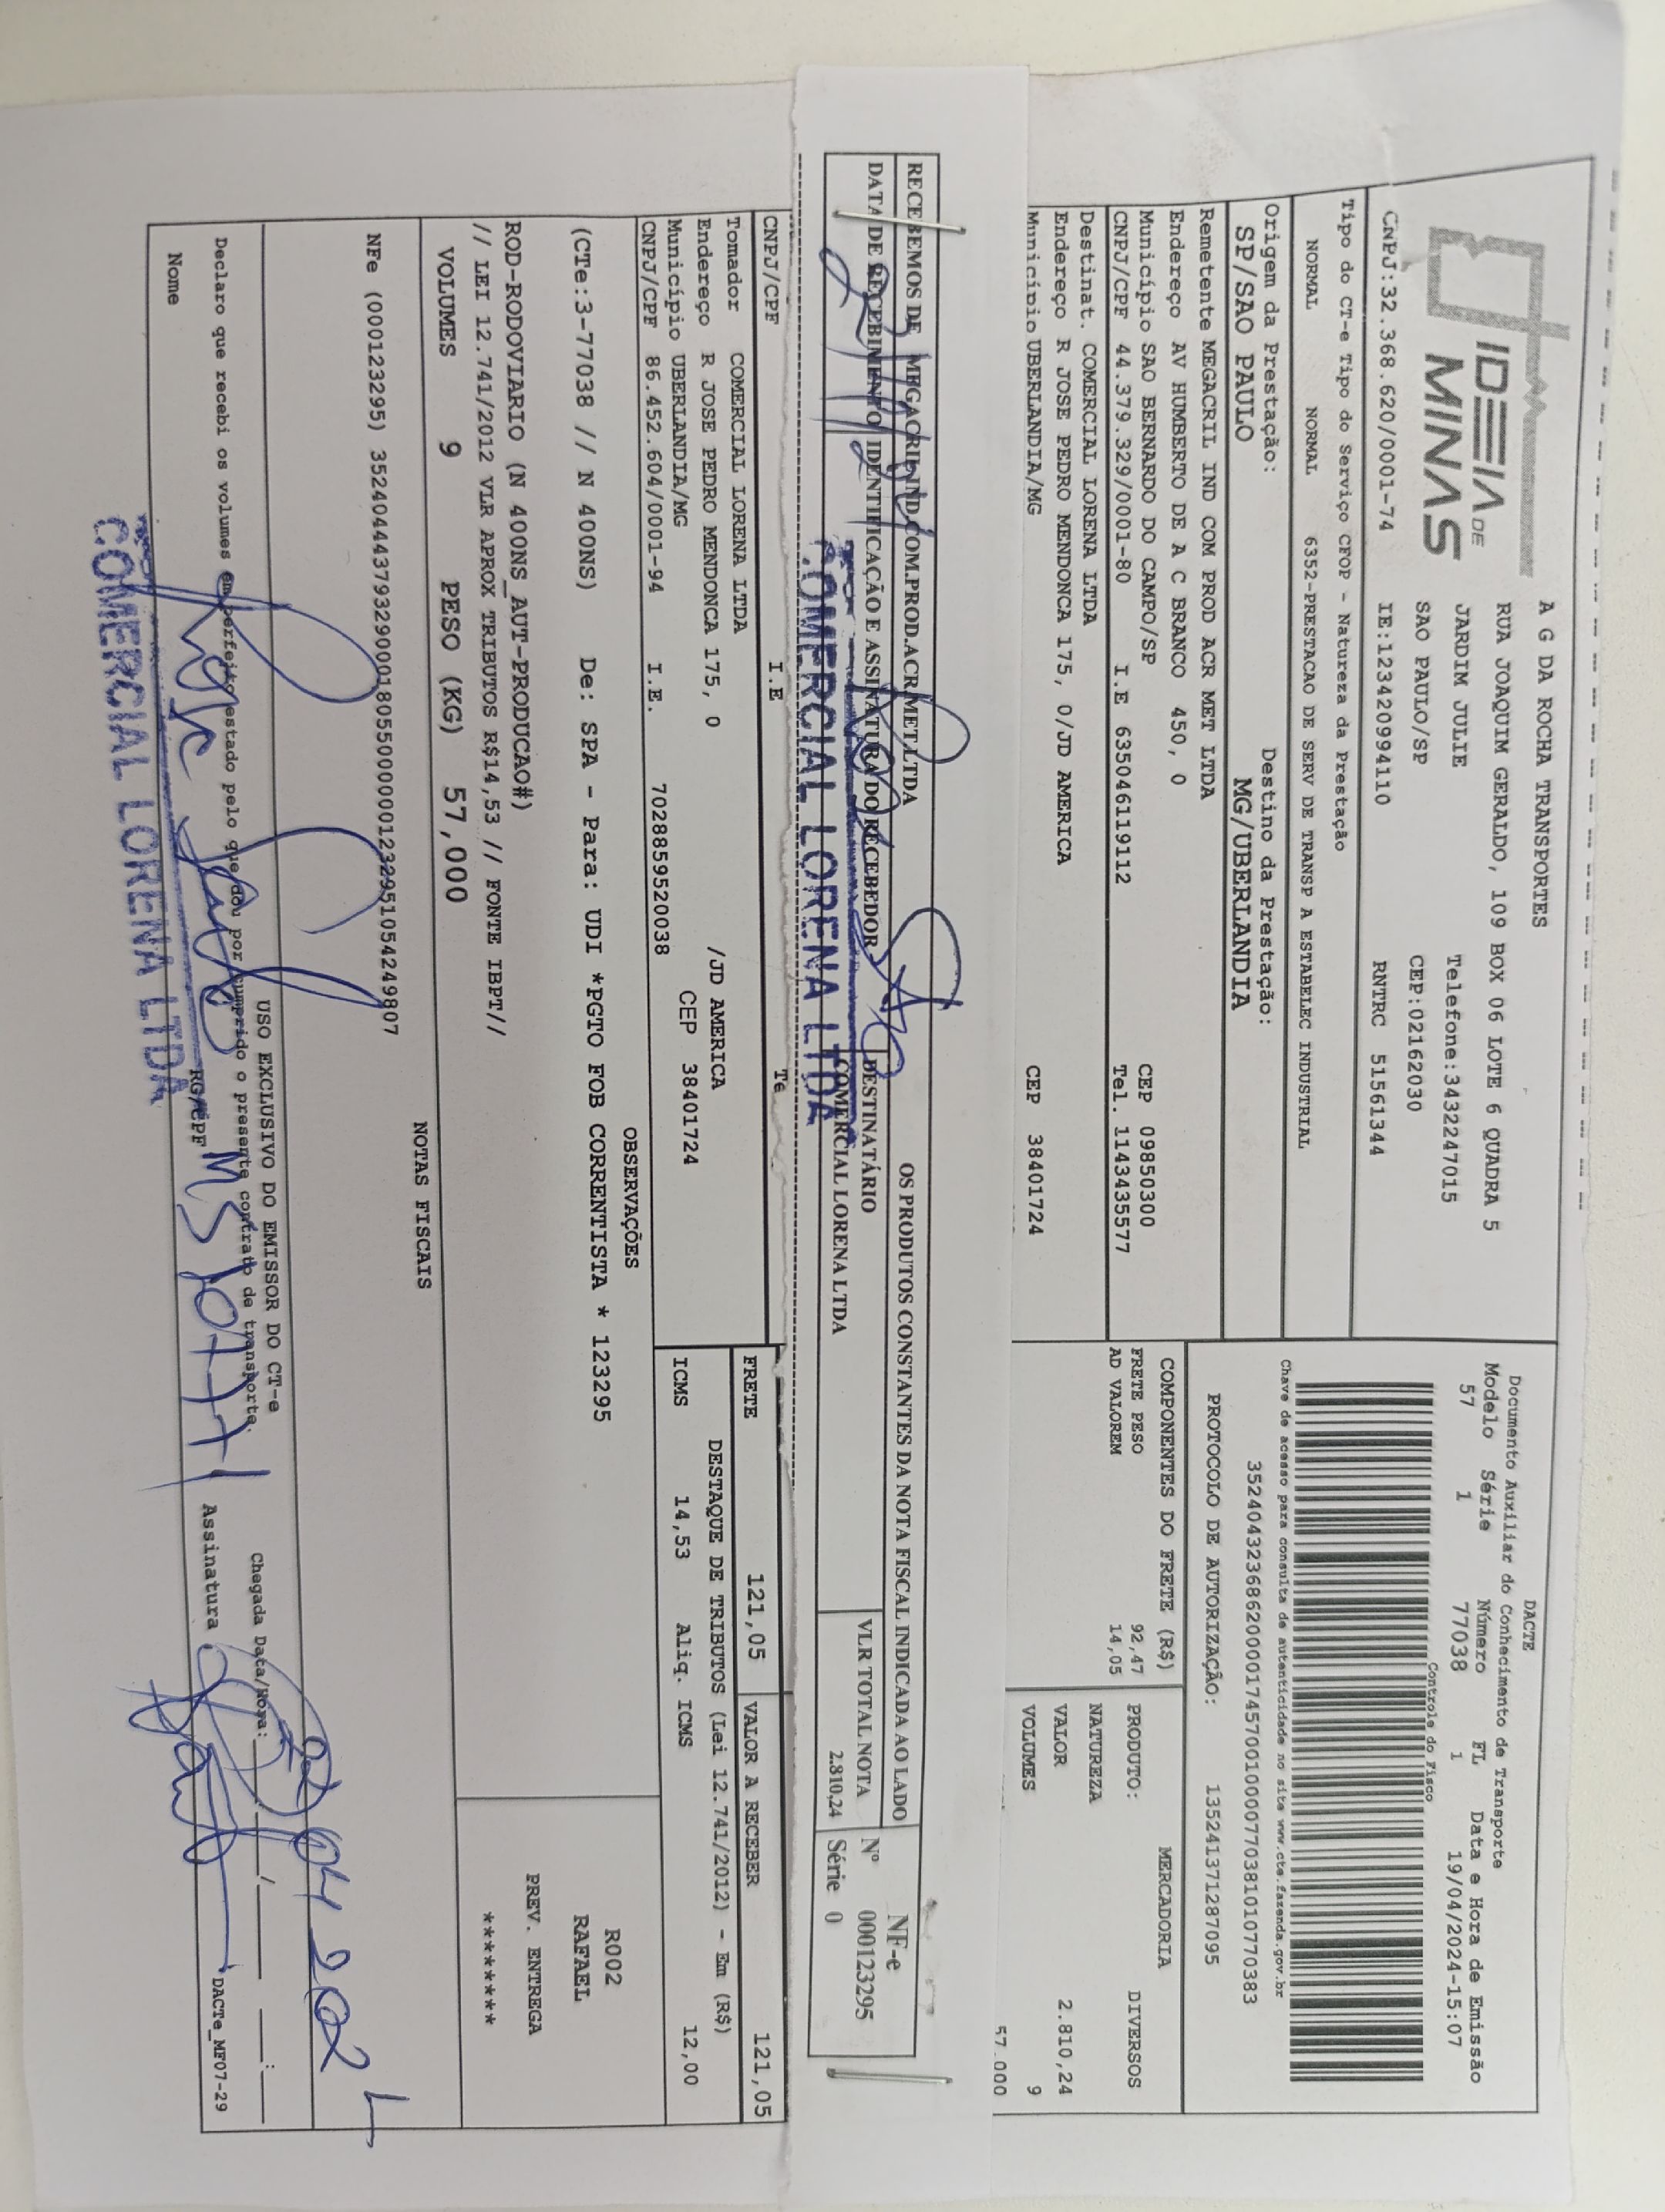 IDEIA DE
MINAS
A G DA ROCHA TRANSPORTES
RUA JOAQUIM GERALDO, 109 BOX 06 LOTE 6 QUADRA 5
JARDIM JULIE Telefone:3432247015
SAO PAULO/SP CEP:02162030
CNPJ:32.368.620/0001-74 IE:123420994110 RNTRC 51561344
DACTE
Documento Auxiliar do Conhecimento de Transporte
Modelo Série Número FL Data e Hora de Emissão
57 1 77038 1 19/04/2024-15:07
Controle do Fisco
Chave de acesso para consulta de autenticidade no site www.cte.fazenda.gov.br
35240432368620000174570010000770381010770383
PROTOCOLO DE AUTORIZAÇÃO: 135241371287095
Tipo do CT-e Tipo do Serviço CFOP - Natureza da Prestação
NORMAL NORMAL 6352-PRESTACAO DE SERV DE TRANSP A ESTABELEC INDUSTRIAL
Origem da Prestação: Destino da Prestação:
SP/SAO PAULO MG/UBERLANDIA
Remetente MEGACRIL IND COM PROD ACR MET LTDA
Endereço AV HUMBERTO DE A C BRANCO 450, 0
Município SAO BERNARDO DO CAMPO/SP CEP 09850300
CNPJ/CPF 44.379.329/0001-80 I.E 635046119112 Tel. 1143435577
Destinat. COMERCIAL LORENA LTDA
Endereço R JOSE PEDRO MENDONCA 175, 0/JD AMERICA
Município UBERLANDIA/MG CEP 38401724
COMPONENTES DO FRETE (R$)
FRETE PESO 92,47
AD VALOREM 14,05
MERCADORIA
PRODUTO: DIVERSOS
NATUREZA
VALOR 2.810,24
VOLUMES 9
57.000
RECEBEMOS DE MEGACRIL IND.COM.PROD.ACR.MET.LTDA OS PRODUTOS CONSTANTES DA NOTA FISCAL INDICADA AO LADO
DATA DE RECEBIMENTO IDENTIFICAÇÃO E ASSINATURA DO RECEBEDOR DESTINATÁRIO VLR TOTAL NOTA
COMERCIAL LORENA LTDA 2.810,24
NF-e
Nº 000123295
Série 0
COMERCIAL LORENA LTDA
CNPJ/CPF I.E Te
Tomador COMERCIAL LORENA LTDA
Endereço R JOSE PEDRO MENDONCA 175, 0 /JD AMERICA
Município UBERLANDIA/MG CEP 38401724
CNPJ/CPF 86.452.604/0001-94 I.E. 7028859520038
FRETE 121,05 VALOR A RECEBER 121,05
DESTAQUE DE TRIBUTOS (Lei 12.741/2012) - Em (R$)
ICMS 14,53 Aliq. ICMS 12,00
OBSERVAÇÕES
(CTe:3-77038 // N 400NS) De: SPA - Para: UDI *PGTO FOB CORRENTISTA * 123295
ROD-RODOVIARIO (N 400NS_AUT-PRODUCAO#)
// LEI 12.741/2012 VLR APROX TRIBUTOS R$14,53 // FONTE IBPT//
R002
RAFAEL
PREV. ENTREGA
********
VOLUMES 9 PESO (KG) 57,000
NOTAS FISCAIS
NFe (000123295) 35240444379329000180550000001232951054249807
USO EXCLUSIVO DO EMISSOR DO CT-e
Declaro que recebi os volumes em perfeito estado pelo que dou por cumprido o presente contrato de transporte.
Chegada Data/Hora: ___/___ __:__
Nome RG/CPF Assinatura
COMERCIAL LORENA LTDA
DACTe_MF07-29